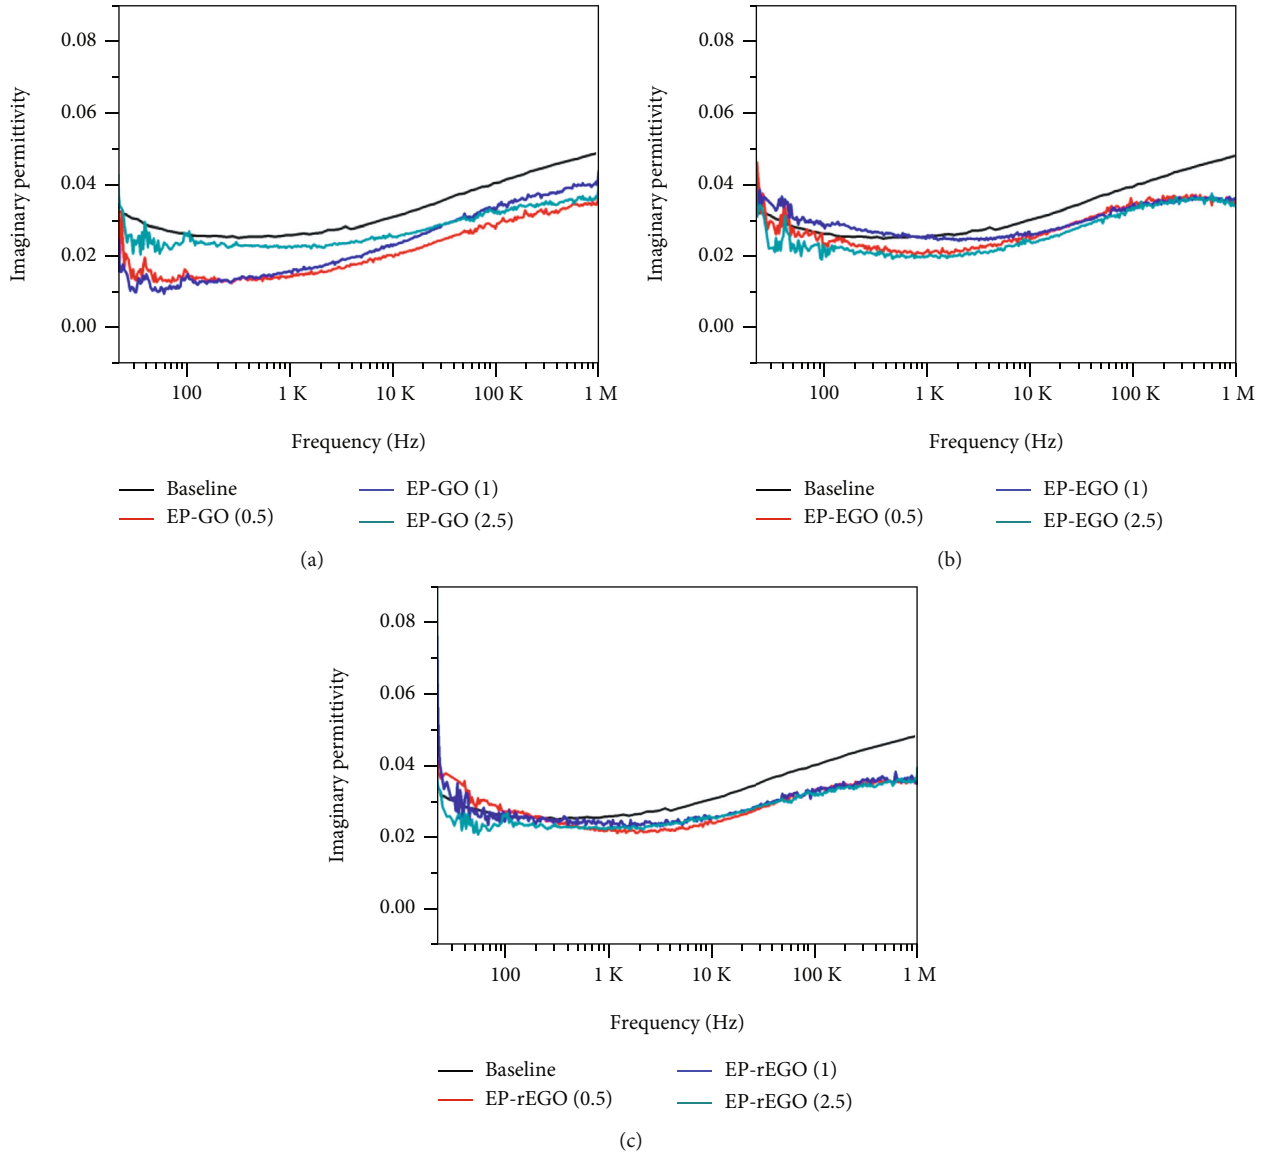 0.08
0.06
0.04
0.02
0.00
Imaginary permittivity
100 1 K 10 K 100 K 1 M
Frequency (Hz)
Baseline
EP-GO (0.5)
EP-GO (1)
EP-GO (2.5)
(a)
0.08
0.06
0.04
0.02
0.00
Imaginary permittivity
100 1 K 10 K 100 K 1 M
Frequency (Hz)
Baseline
EP-EGO (0.5)
EP-EGO (1)
EP-EGO (2.5)
(b)
0.08
0.06
0.04
0.02
0.00
Imaginary permittivity
100 1 K 10 K 100 K 1 M
Frequency (Hz)
Baseline
EP-rEGO (0.5)
EP-rEGO (1)
EP-rEGO (2.5)
(c)